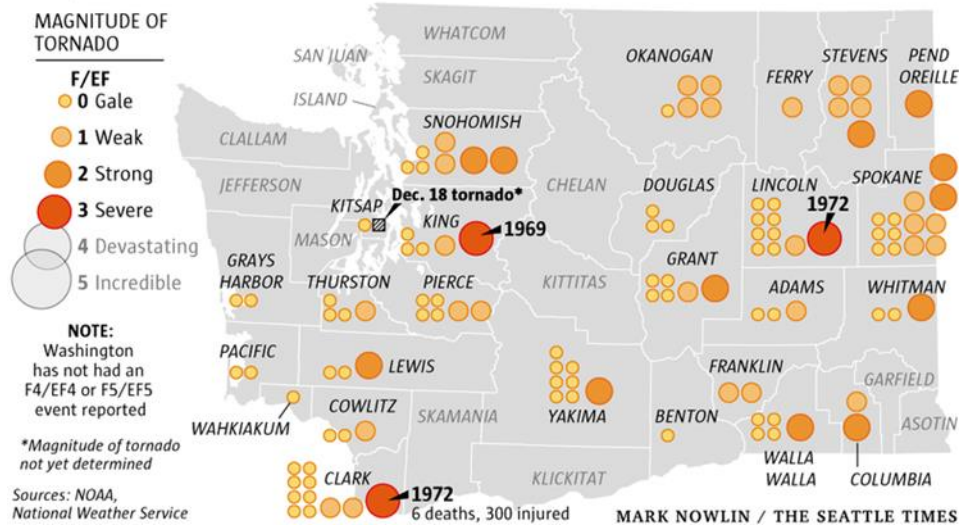 MAGNITUDE OF
TORNADO
F/EF
0 Gale
1 Weak
2 Strong
3 Severe
4 Devastating
5 Incredible
NOTE:
Washington
has not had an
F4/EF4 or F5/EF5
event reported
*Magnitude of tornado
not yet determined
Sources: NOAA,
National Weather Service
WHATCOM
SAN JUAN
SKAGIT
ISLAND
SNOHOMISH
CLALLAM
JEFFERSON
KITSAP
Dec. 18 tornado*
KING
1969
MASON
GRAYS
HARBOR
THURSTON
PIERCE
PACIFIC
LEWIS
WAHKIAKUM
COWLITZ
SKAMANIA
CLARK
1972
6 deaths, 300 injured
OKANOGAN
FERRY
STEVENS
PEND
OREILLE
CHELAN
DOUGLAS
LINCOLN
1972
SPOKANE
KITTITAS
GRANT
ADAMS
WHITMAN
YAKIMA
BENTON
FRANKLIN
GARFIELD
ASOTIN
WALLA
WALLA
COLUMBIA
KLICKITAT
MARK NOWLIN / THE SEATTLE TIMES